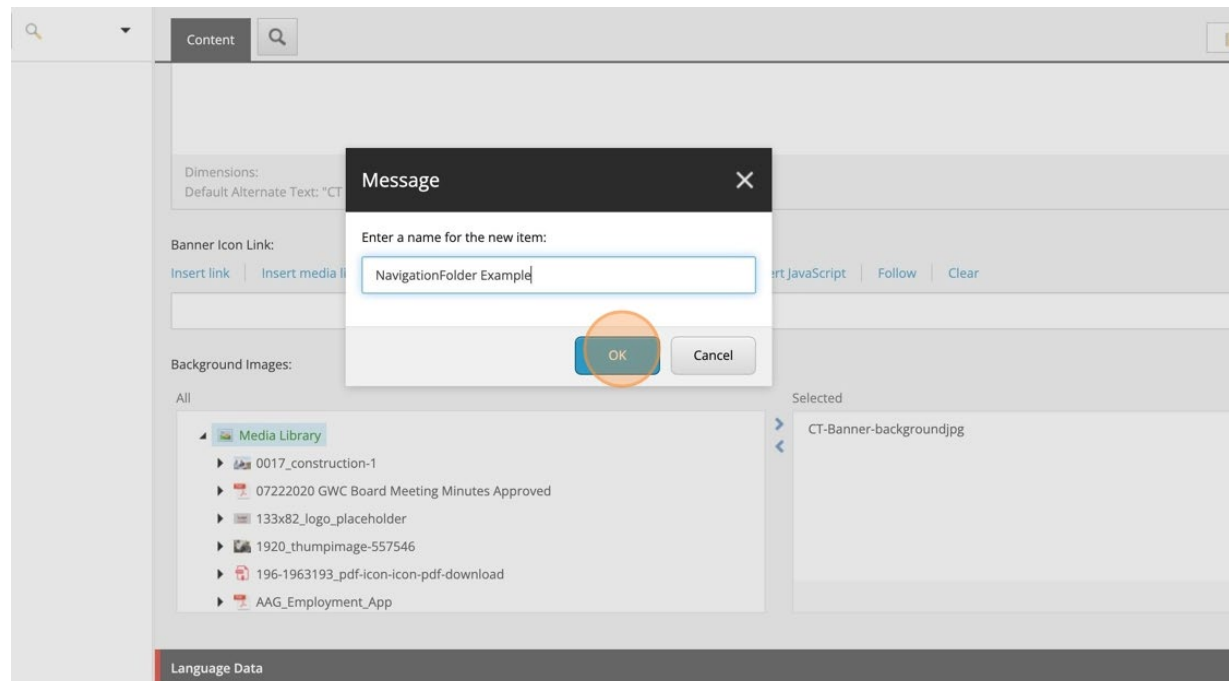 Content
Dimensions:
Default Alternate Text: "CT
Message
Enter a name for the new item:
NavigationFolder Example
OK
Cancel
Banner Icon Link:
Insert link
Insert media li
ert JavaScript
Follow
Clear
Background Images:
All
Media Library
0017_construction-1
07222020 GWC Board Meeting Minutes Approved
133x82_logo_placeholder
1920_thumpimage-557546
196-1963193_pdf-icon-icon-pdf-download
AAG_Employment_App
Selected
CT-Banner-backgroundjpg
Language Data